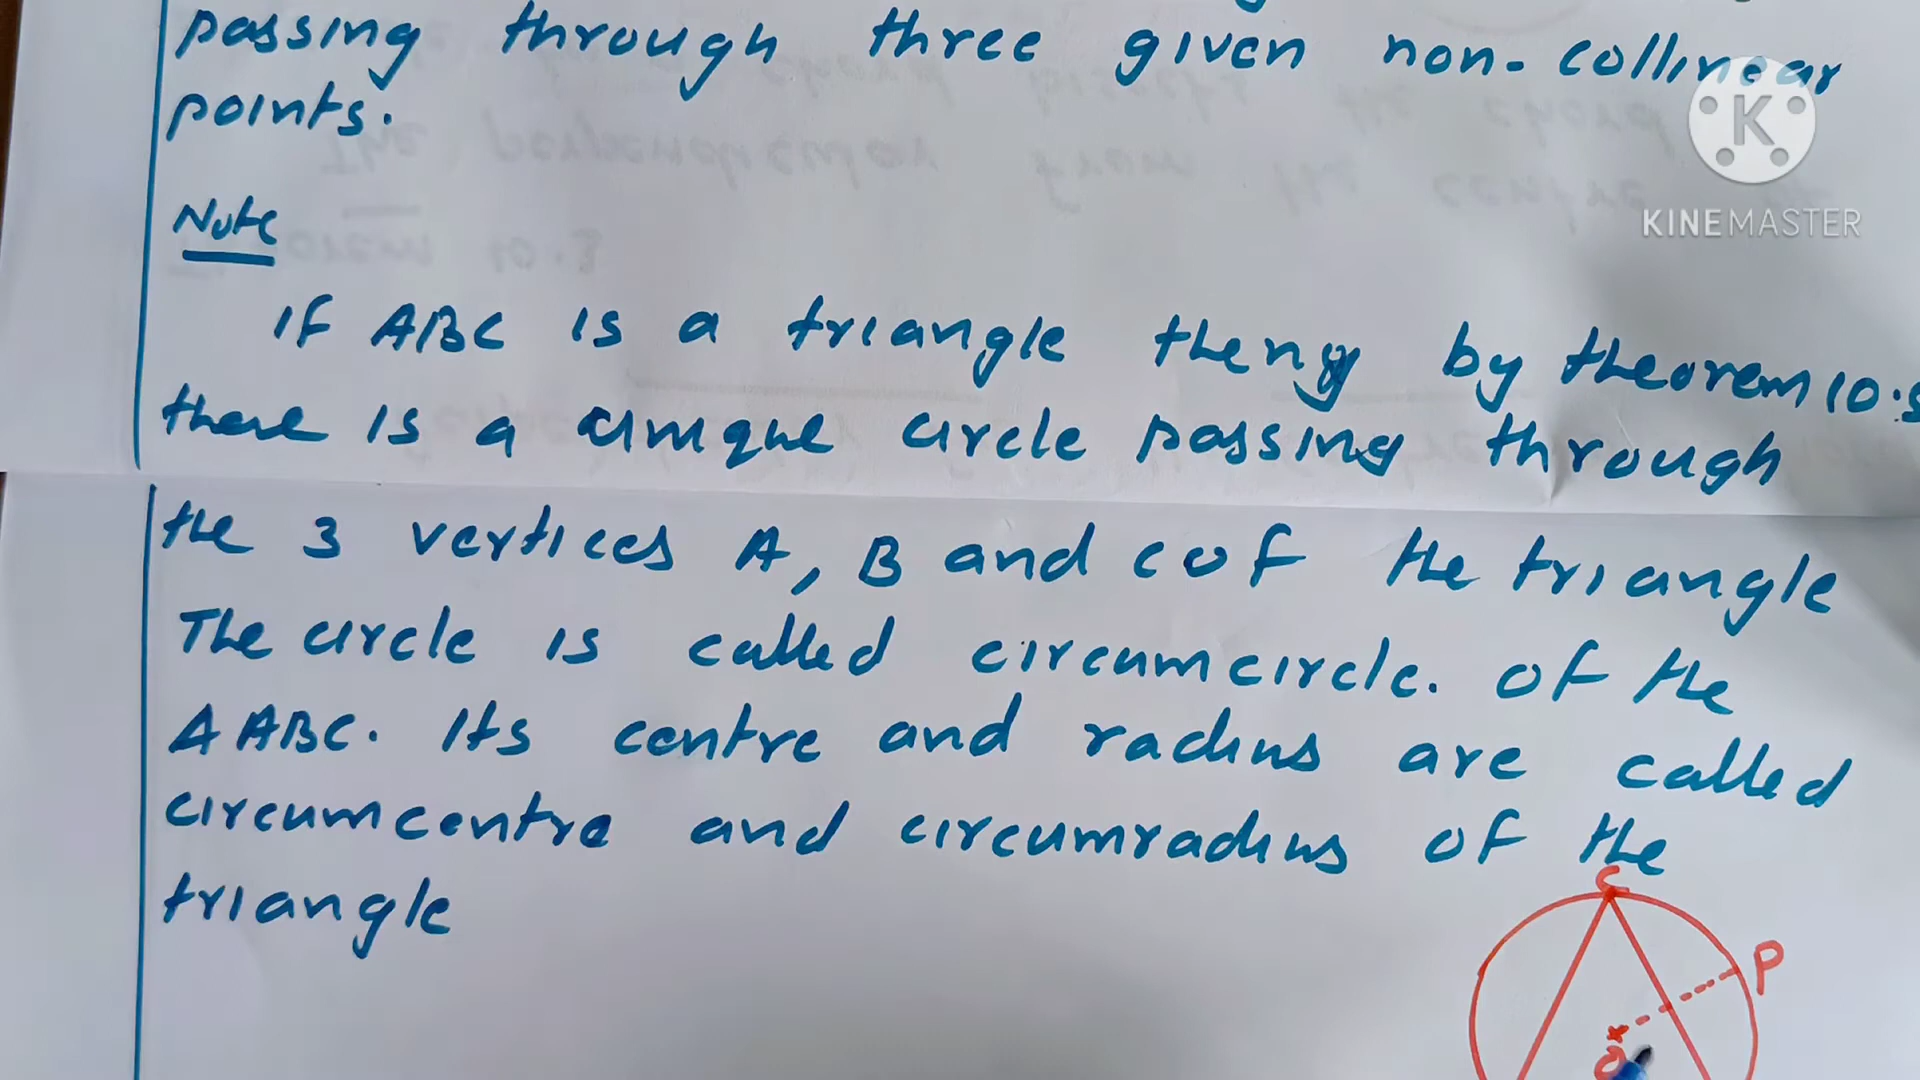 passing through three given non-collinear
points.
K
KINEMASTER
Note
If ABC is a triangle then by theorem 10.5
there is a unique circle passing through
the 3 vertices A, B and C of the triangle
The circle is called circumcircle. of the
Δ ABC. Its centre and radius are called
circumcentre and circumradius of the
triangle
C
P
O